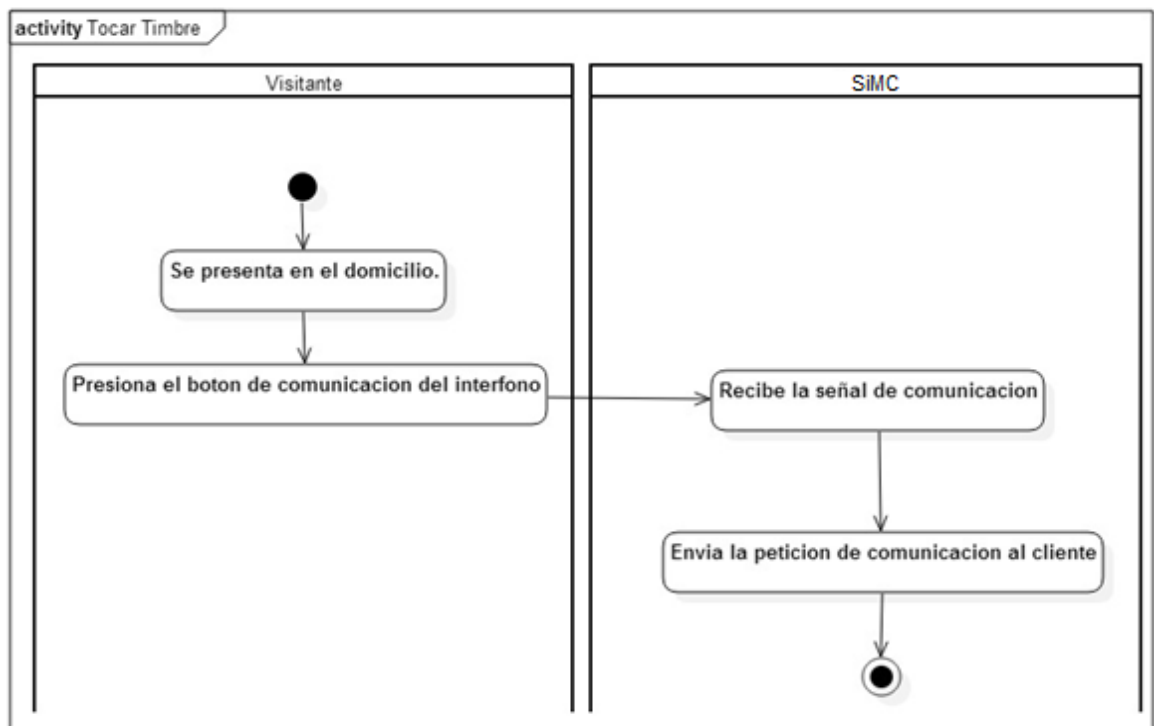 activity Tocar Timbre
Visitante
SiMC
Se presenta en el domicilio.
Presiona el boton de comunicacion del interfono
Recibe la señal de comunicacion
Envia la peticion de comunicacion al cliente